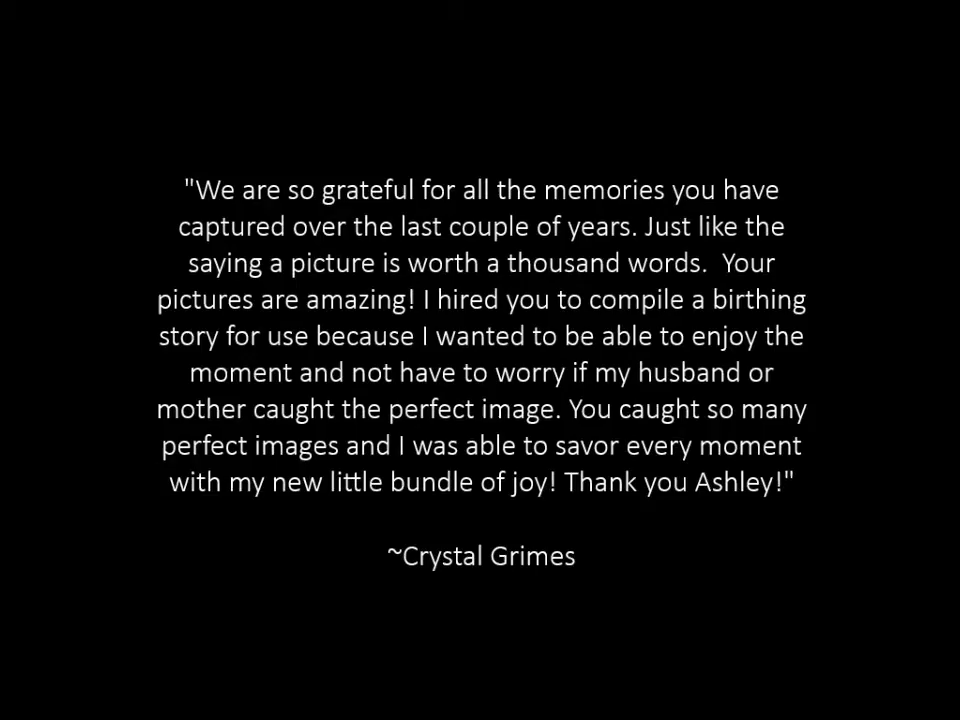 "We are so grateful for all the memories you have
captured over the last couple of years. Just like the
saying a picture is worth a thousand words.  Your
pictures are amazing! I hired you to compile a birthing
story for use because I wanted to be able to enjoy the
moment and not have to worry if my husband or
mother caught the perfect image. You caught so many
perfect images and I was able to savor every moment
with my new little bundle of joy! Thank you Ashley!"
~Crystal Grimes